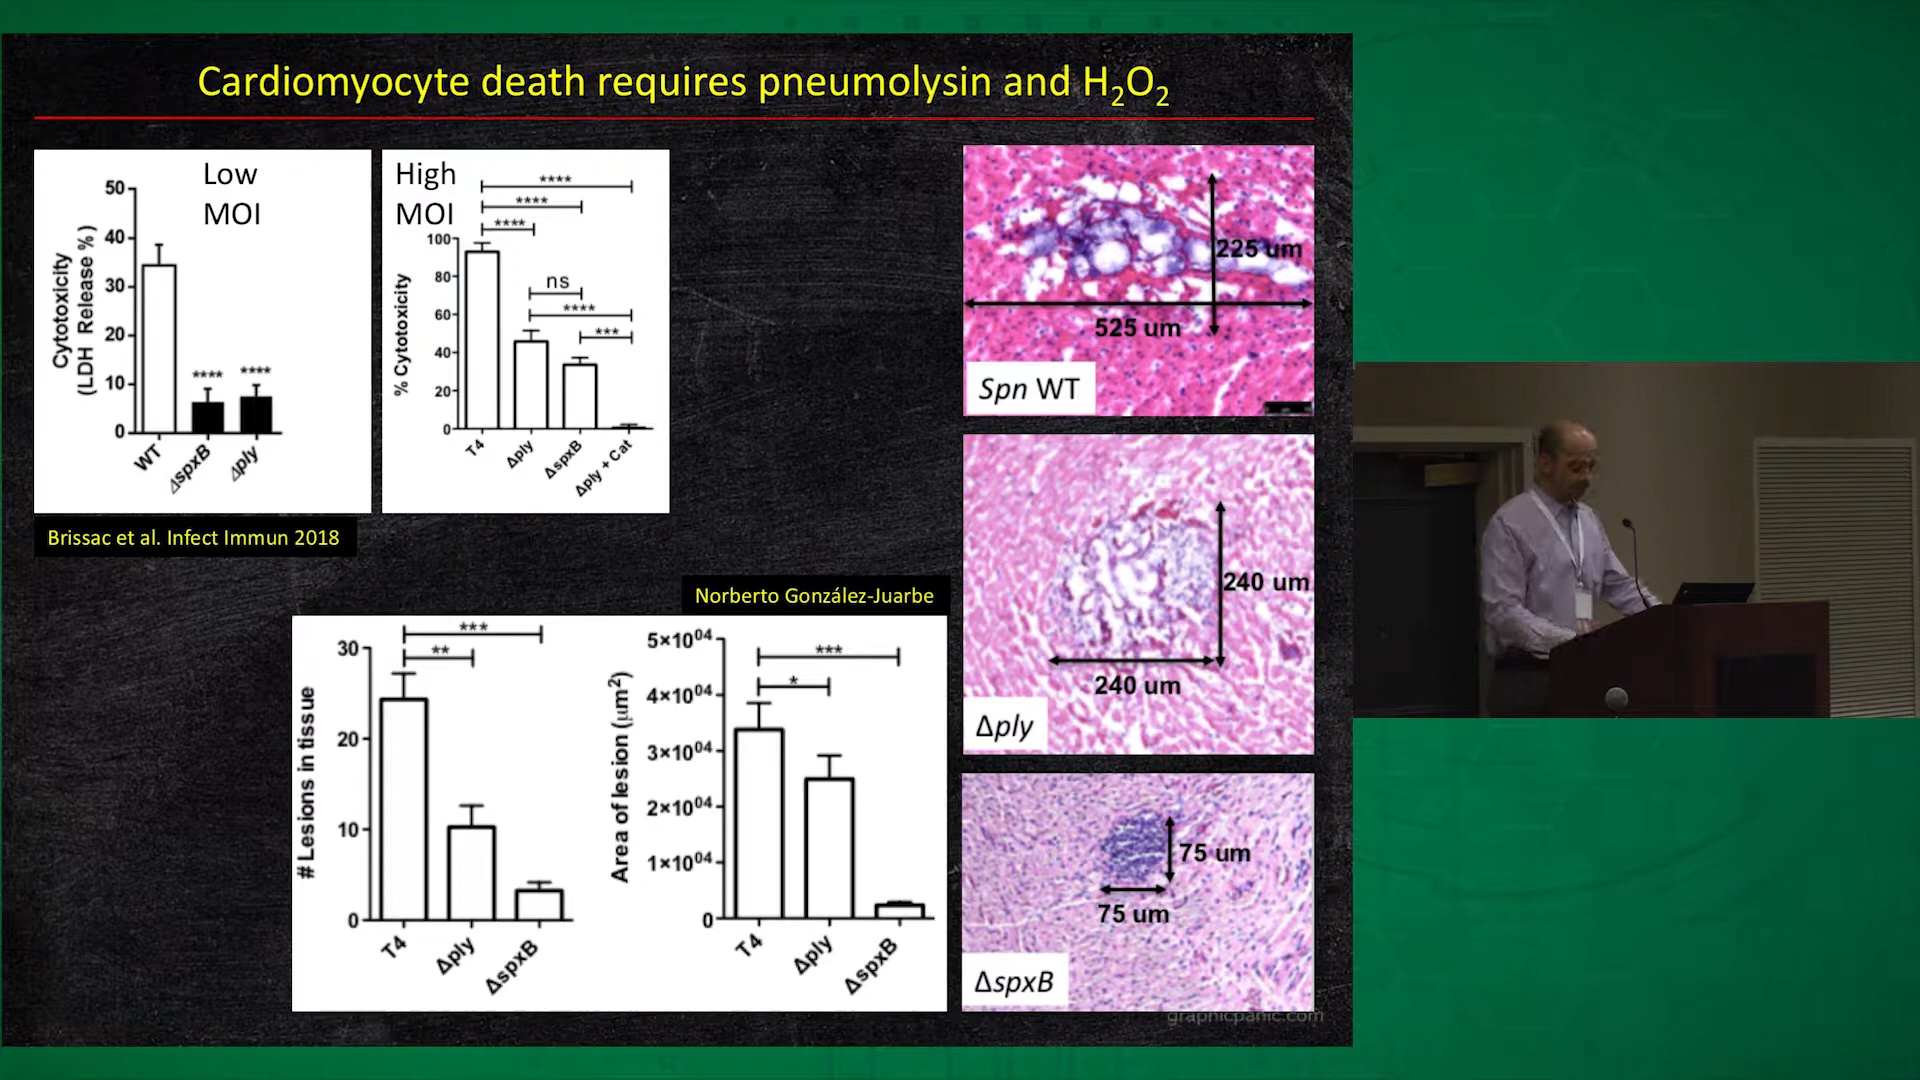 Cardiomyocyte death requires pneumolysin and H2O2
Low
MOI
50
40
30
20
10
0
Cytotoxicity
(LDH Release %)
****
****
WT
ΔspxB
Δply
High
MOI
****
****
****
ns
****
***
100
80
60
40
20
0
% Cytotoxicity
T4
Δply
ΔspxB
Δply + Cat
Brissac et al. Infect Immun 2018
Norberto González-Juarbe
***
**
30
20
10
0
# Lesions in tissue
T4
Δply
ΔspxB
***
*
5×10^04
4×10^04
3×10^04
2×10^04
1×10^04
0
Area of lesion (μm²)
T4
Δply
ΔspxB
225 um
525 um
Spn WT
240 um
240 um
Δply
75 um
75 um
ΔspxB
graphicpanic.com